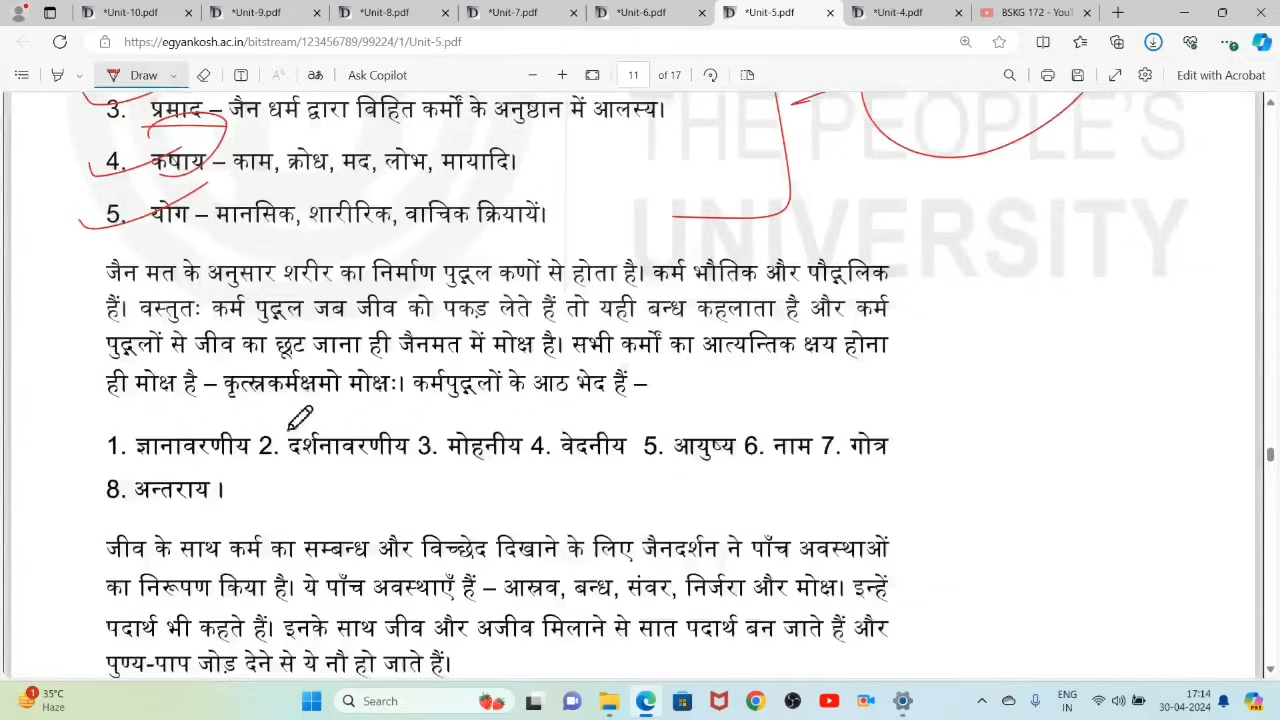 *Unit-10.pdf
*Unit-9.pdf
*Unit-8.pdf
*Unit-7.pdf
*Unit-6.pdf
*Unit-5.pdf
*Unit-4.pdf
BSKG 172 - You
https://egyankosh.ac.in/bitstream/123456789/99224/1/Unit-5.pdf
Draw
Ask Copilot
11 of 17
Edit with Acrobat
THE PEOPLE'S
UNIVERSITY
3. प्रमाद – जैन धर्म द्वारा विहित कर्मों के अनुष्ठान में आलस्य।
4. कषाय – काम, क्रोध, मद, लोभ, मायादि।
5. योग – मानसिक, शारीरिक, वाचिक क्रियायें।
जैन मत के अनुसार शरीर का निर्माण पुद्गल कणों से होता है। कर्म भौतिक और पौद्गलिक
हैं। वस्तुतः कर्म पुद्गल जब जीव को पकड़ लेते हैं तो यही बन्ध कहलाता है और कर्म
पुद्गलों से जीव का छूट जाना ही जैनमत में मोक्ष है। सभी कर्मों का आत्यन्तिक क्षय होना
ही मोक्ष है – कृत्स्नकर्मक्षमो मोक्षः। कर्मपुद्गलों के आठ भेद हैं –
1. ज्ञानावरणीय 2. दर्शनावरणीय 3. मोहनीय 4. वेदनीय 5. आयुष्य 6. नाम 7. गोत्र
8. अन्तराय ।
जीव के साथ कर्म का सम्बन्ध और विच्छेद दिखाने के लिए जैनदर्शन ने पाँच अवस्थाओं
का निरूपण किया है। ये पाँच अवस्थाएँ हैं – आस्रव, बन्ध, संवर, निर्जरा और मोक्ष। इन्हें
पदार्थ भी कहते हैं। इनके साथ जीव और अजीव मिलाने से सात पदार्थ बन जाते हैं और
पुण्य-पाप जोड़ देने से ये नौ हो जाते हैं।
1
35°C
Haze
Search
ENG
IN
17:14
30-04-2024